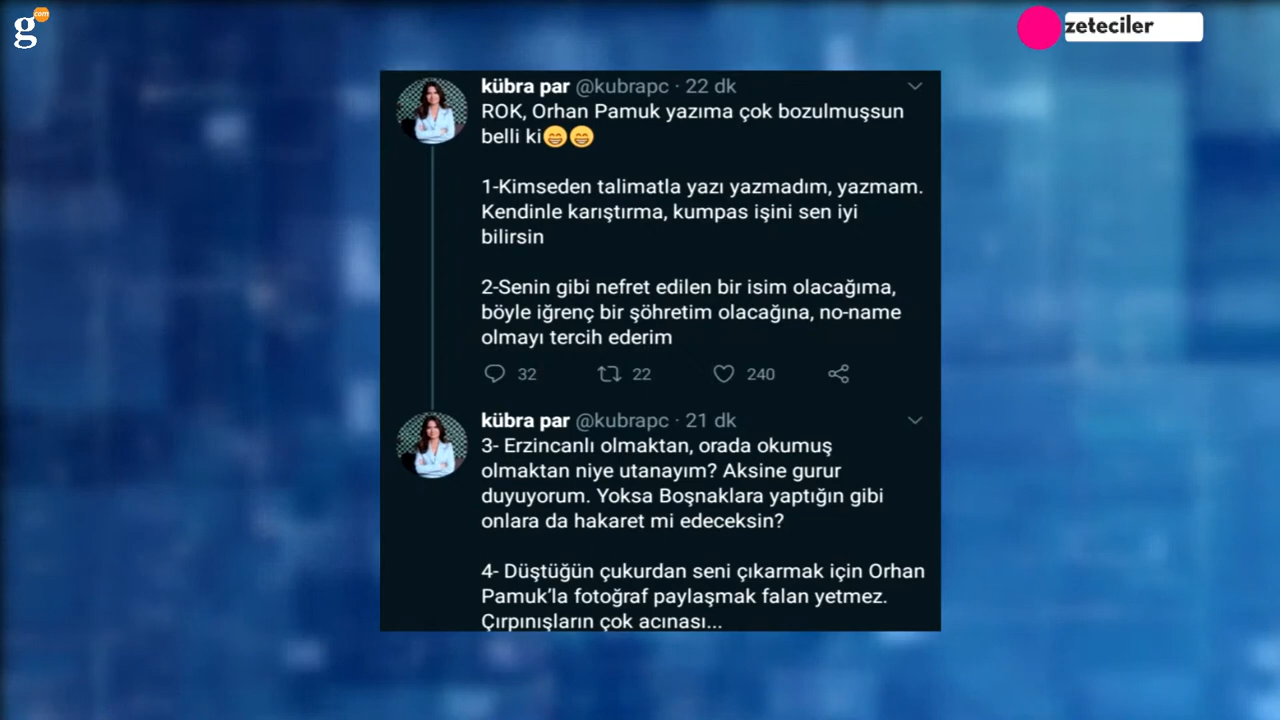 g
com
zeteciler
kübra par @kubrapc · 22 dk
ROK, Orhan Pamuk yazıma çok bozulmuşsun
belli ki😁😁
1-Kimseden talimatla yazı yazmadım, yazmam.
Kendinle karıştırma, kumpas işini sen iyi
bilirsin
2-Senin gibi nefret edilen bir isim olacağıma,
böyle iğrenç bir şöhretim olacağına, no-name
olmayı tercih ederim
32 22 240
kübra par @kubrapc · 21 dk
3- Erzincanlı olmaktan, orada okumuş
olmaktan niye utanayım? Aksine gurur
duyuyorum. Yoksa Boşnaklara yaptığın gibi
onlara da hakaret mi edeceksin?
4- Düştüğün çukurdan seni çıkarmak için Orhan
Pamuk’la fotoğraf paylaşmak falan yetmez.
Çırpınışların çok acınası...